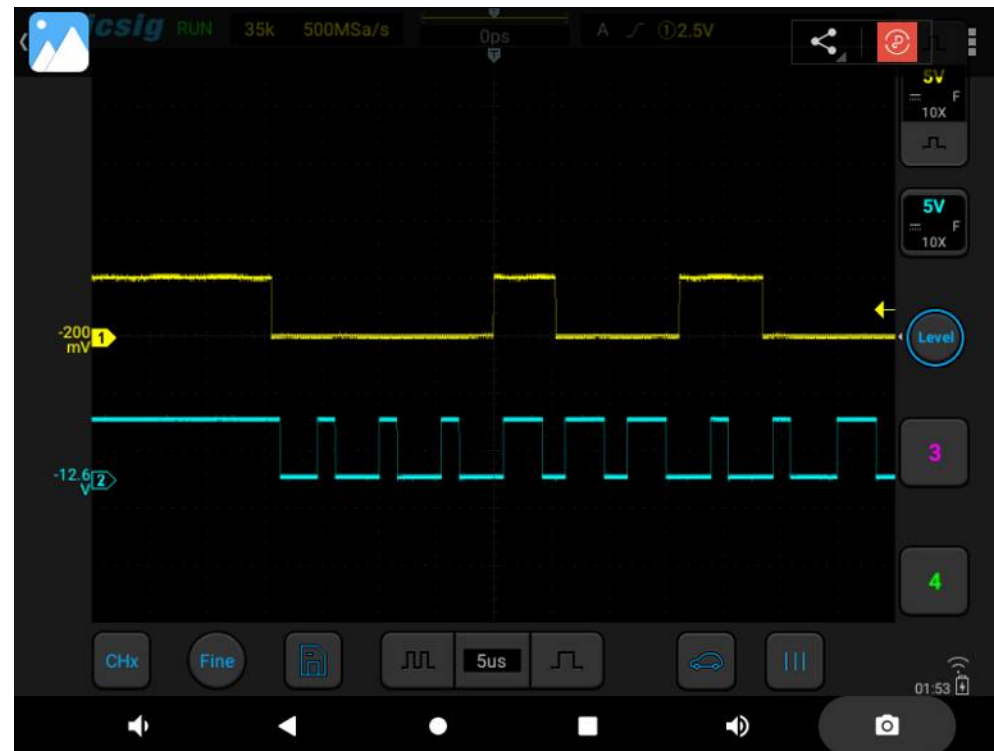 icsig RUN 35k 500MSa/s 0ps A ①2.5V
T
5V
F
10X
5V
F
10X
-200
mV
1
Level
3
-12.6
V
2
4
CHx Fine 5us
01:53